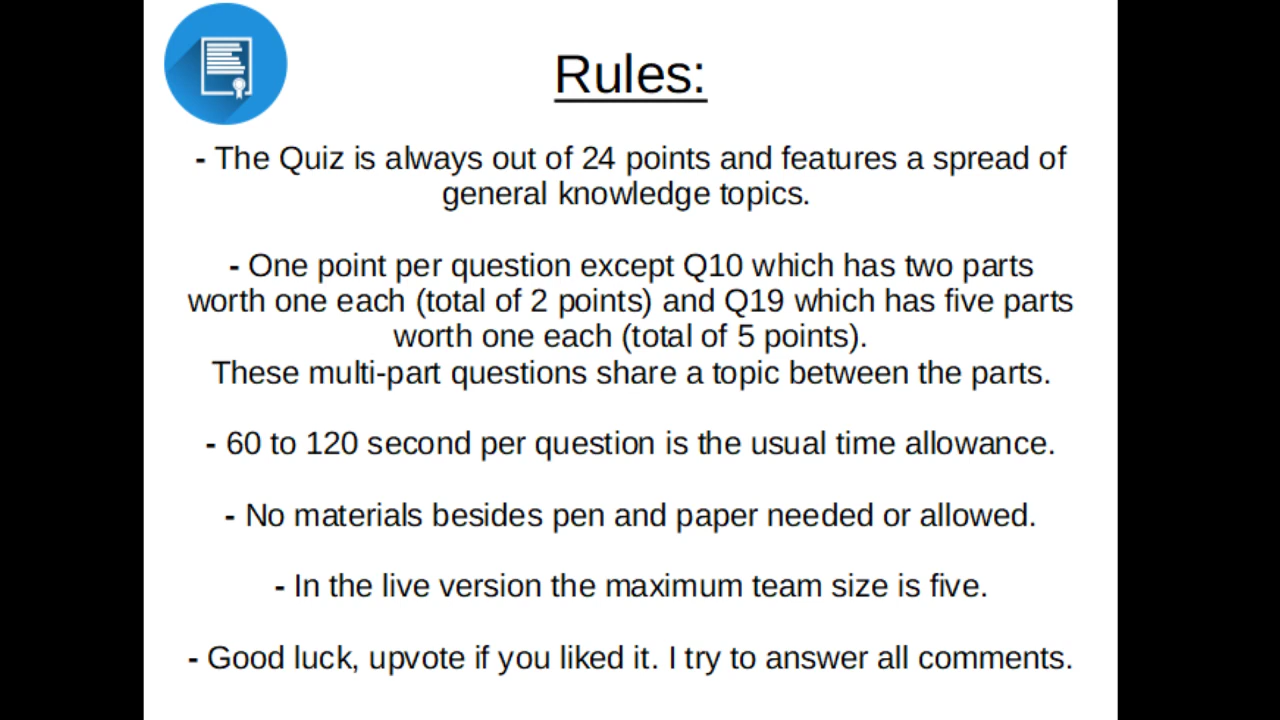 Rules:
- The Quiz is always out of 24 points and features a spread of
general knowledge topics.
- One point per question except Q10 which has two parts
worth one each (total of 2 points) and Q19 which has five parts
worth one each (total of 5 points).
These multi-part questions share a topic between the parts.
- 60 to 120 second per question is the usual time allowance.
- No materials besides pen and paper needed or allowed.
- In the live version the maximum team size is five.
- Good luck, upvote if you liked it. I try to answer all comments.